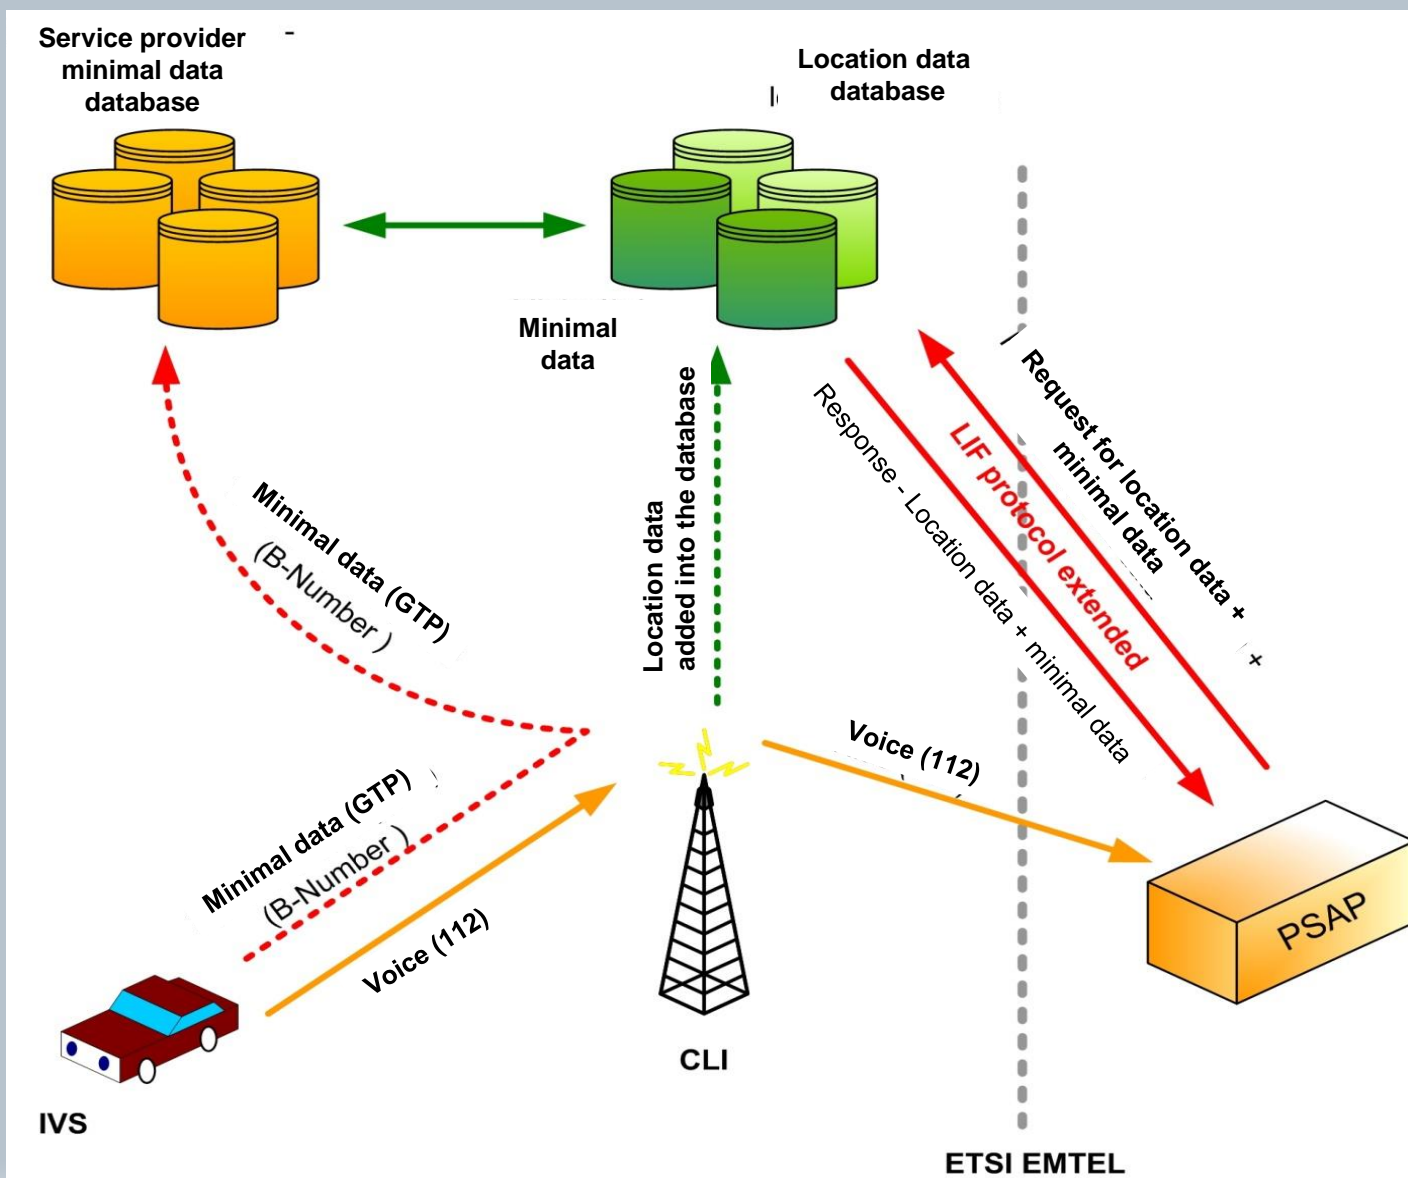 Service provider
minimal data
database
Location data
database
Minimal
data
Request for location data +
minimal data
LIF protocol extended
Response - Location data + minimal data
Location data
added into the database
Minimal data (GTP)
(B-Number )
Voice (112)
Minimal data (GTP)
(B-Number )
Voice (112)
+
PSAP
CLI
IVS
ETSI EMTEL